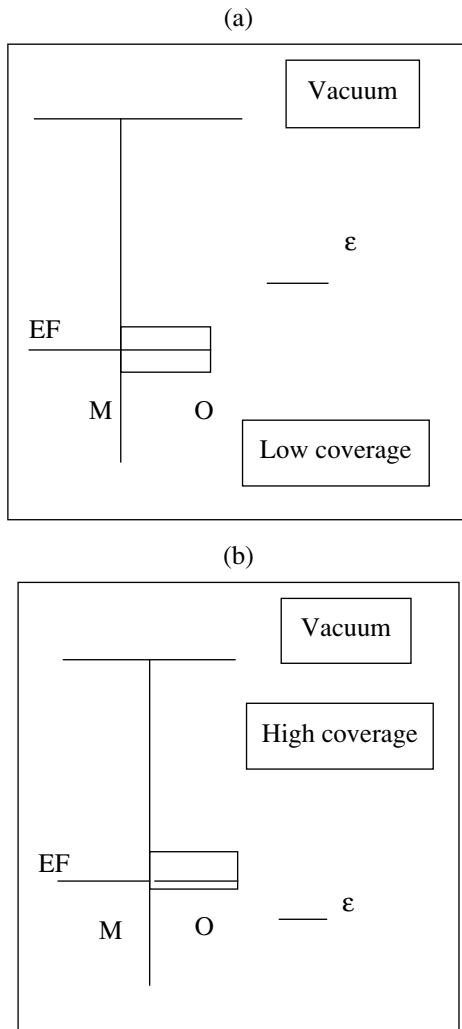 (a)
Vacuum
ε
EF
M O
Low coverage
(b)
Vacuum
High coverage
EF
ε
M O